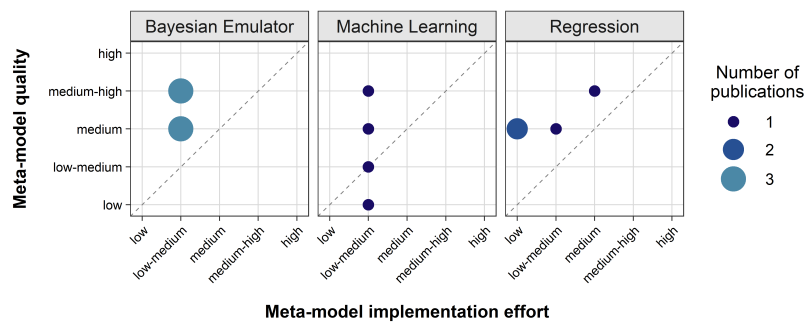 Bayesian Emulator
Machine Learning
Regression
Meta-model quality
high
medium-high
medium
low-medium
low
low
low-medium
medium
medium-high
high
low
low-medium
medium
medium-high
high
low
low-medium
medium
medium-high
high
Meta-model implementation effort
Number of
publications
1
2
3